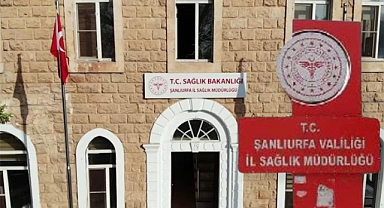 T.C. SAĞLIK BAKANLIĞI
ŞANLIURFA İL SAĞLIK MÜDÜRLÜĞÜ
T.C.
ŞANLIURFA VALİLİĞİ
İL SAĞLIK MÜDÜRLÜĞÜ